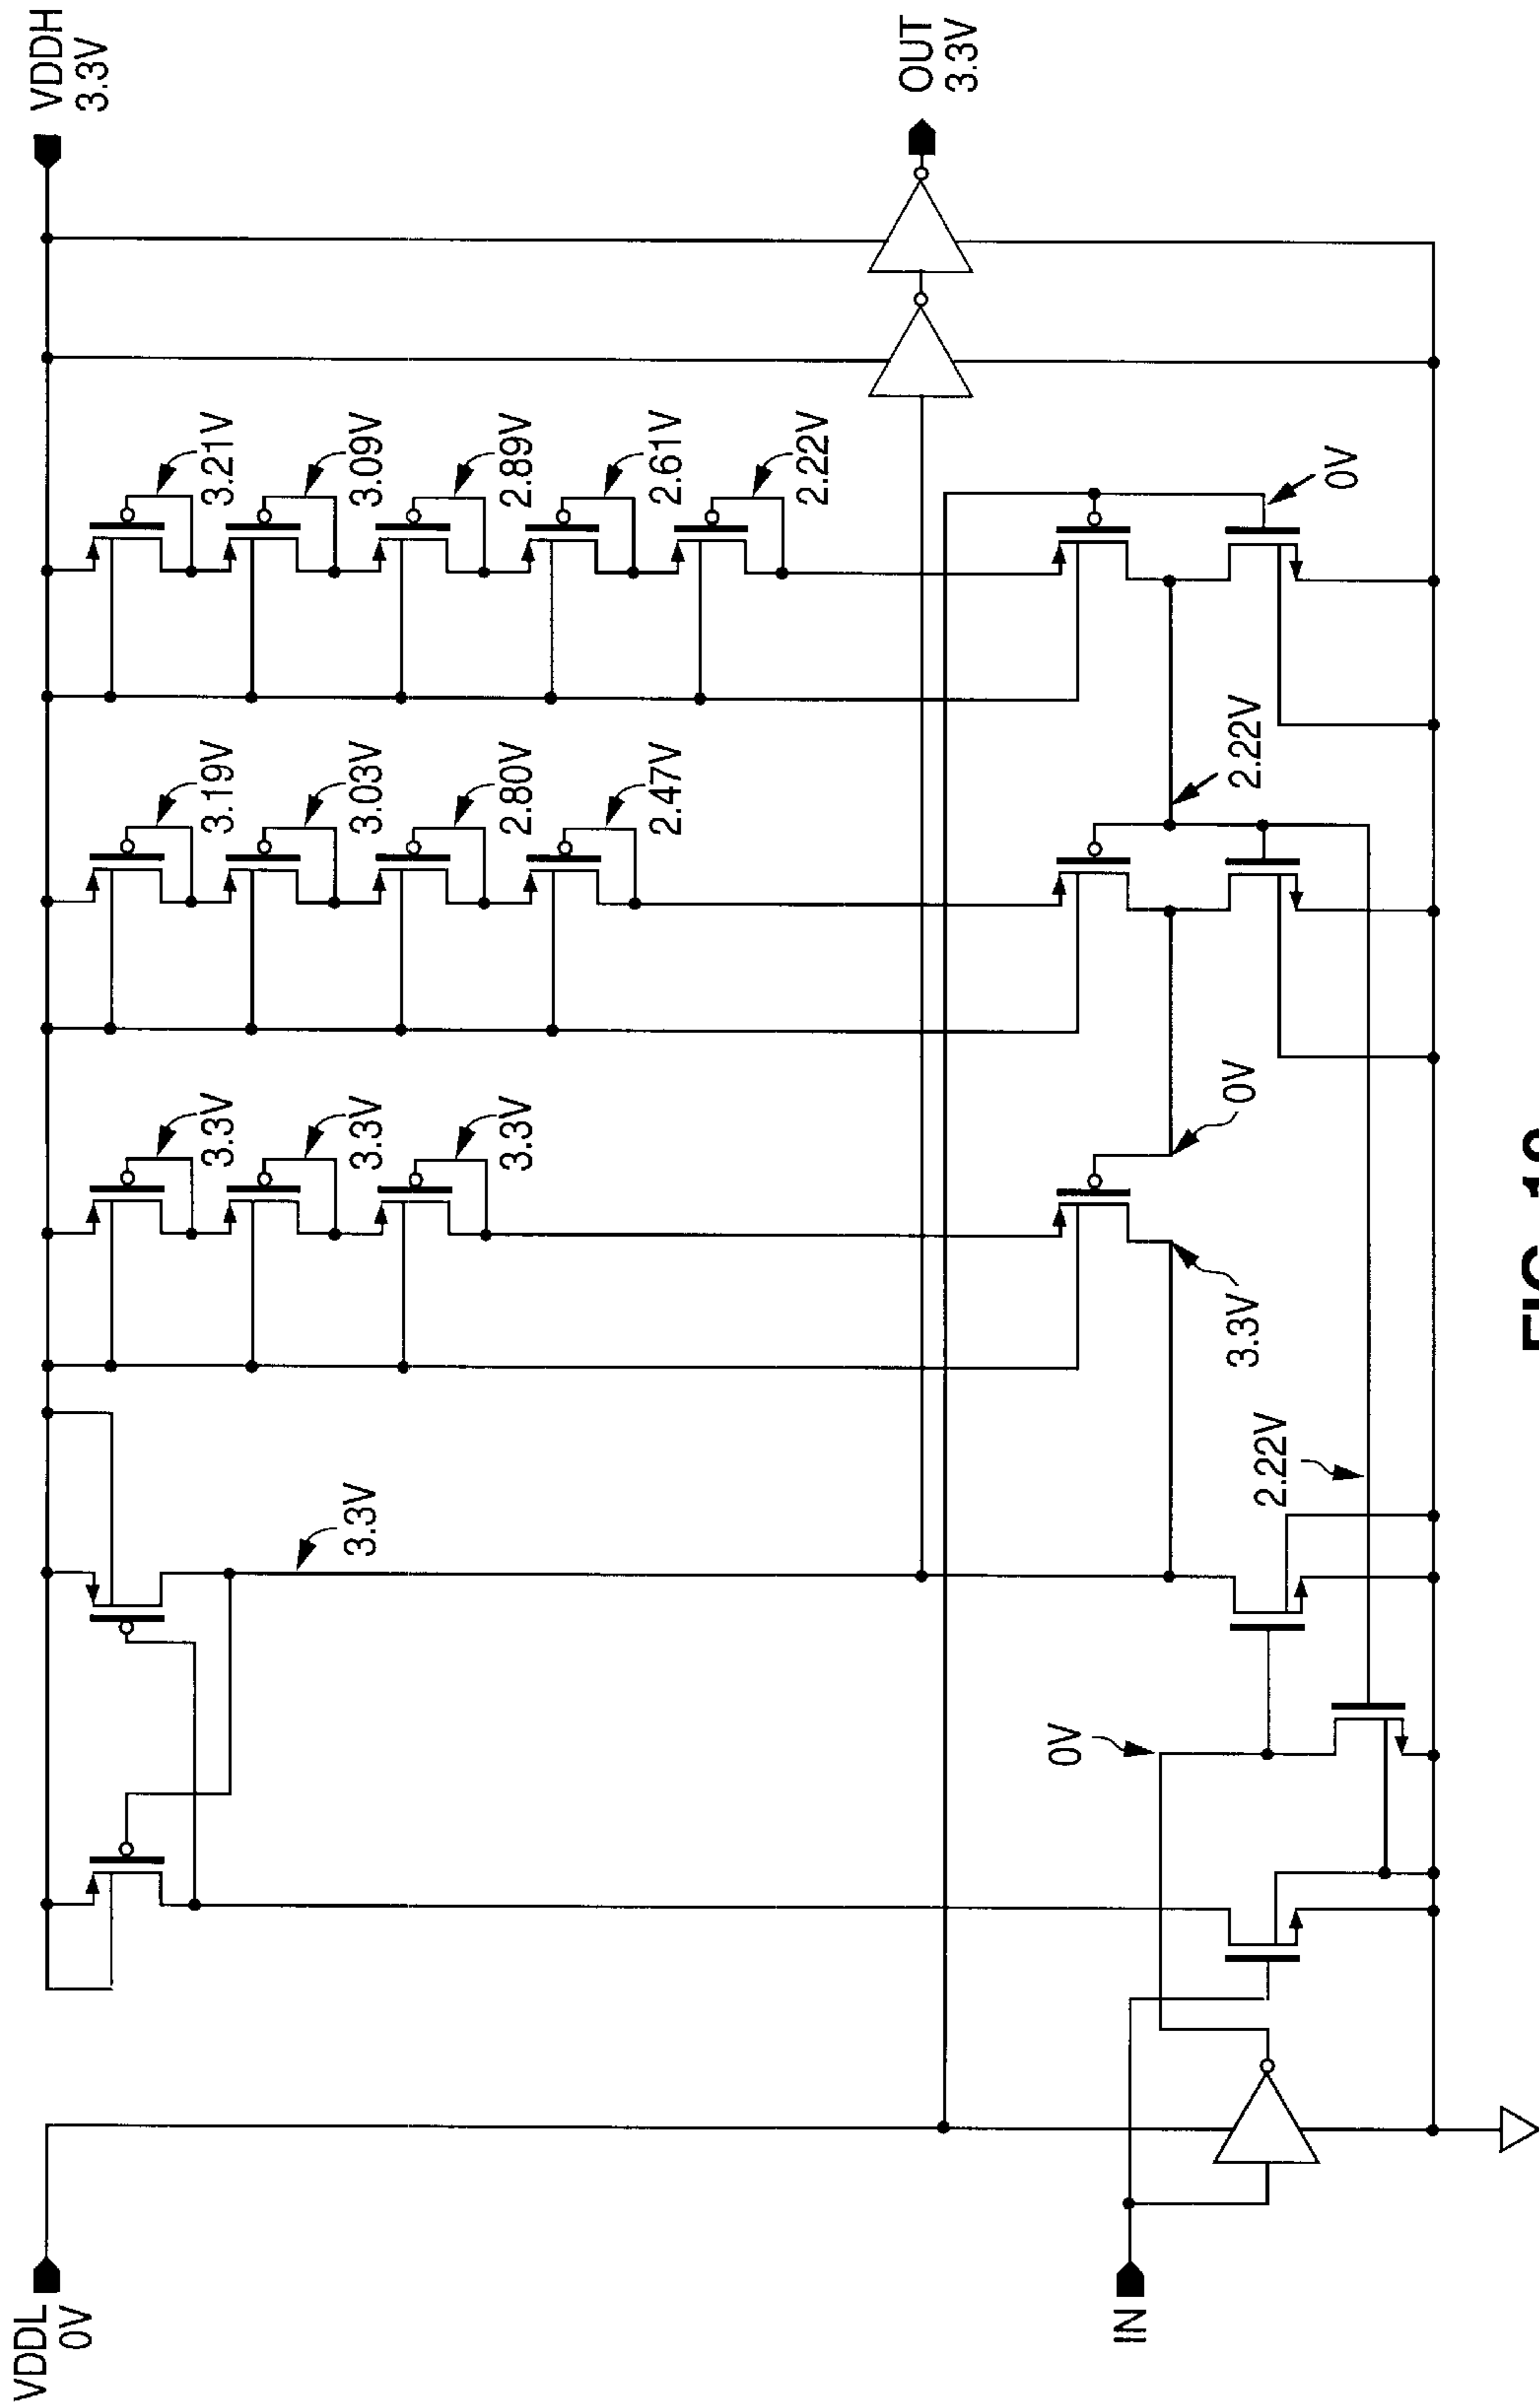 VDDH
3.3V
OUT
3.3V
3.21V
3.09V
2.89V
2.61V
2.22V
0V
3.19V
3.03V
2.80V
2.47V
2.22V
3.3V
3.3V
3.3V
0V
3.3V
3.3V
2.22V
0V
VDDL
0V
IN
FIG.